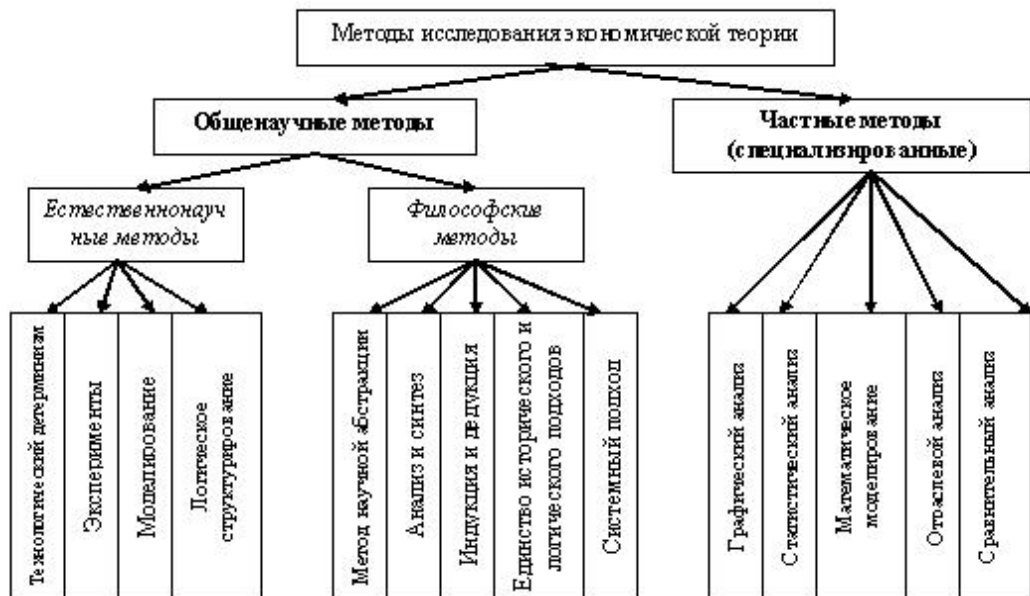 Методы исследования экономической теории
Общенаучные методы
Частные методы
(специализированные)
Естественнонауч
ные методы
Философские
методы
Технологический детерминизм
Эксперименты
Моделирование
Логическое
структурирование
Метод научной абстракции
Анализ и синтез
Индукция и дедукция
Единство исторического и
логического подходов
Системный подход
Графический анализ
Статистический анализ
Математическое
моделирование
Отраслевой анализ
Сравнительный анализ